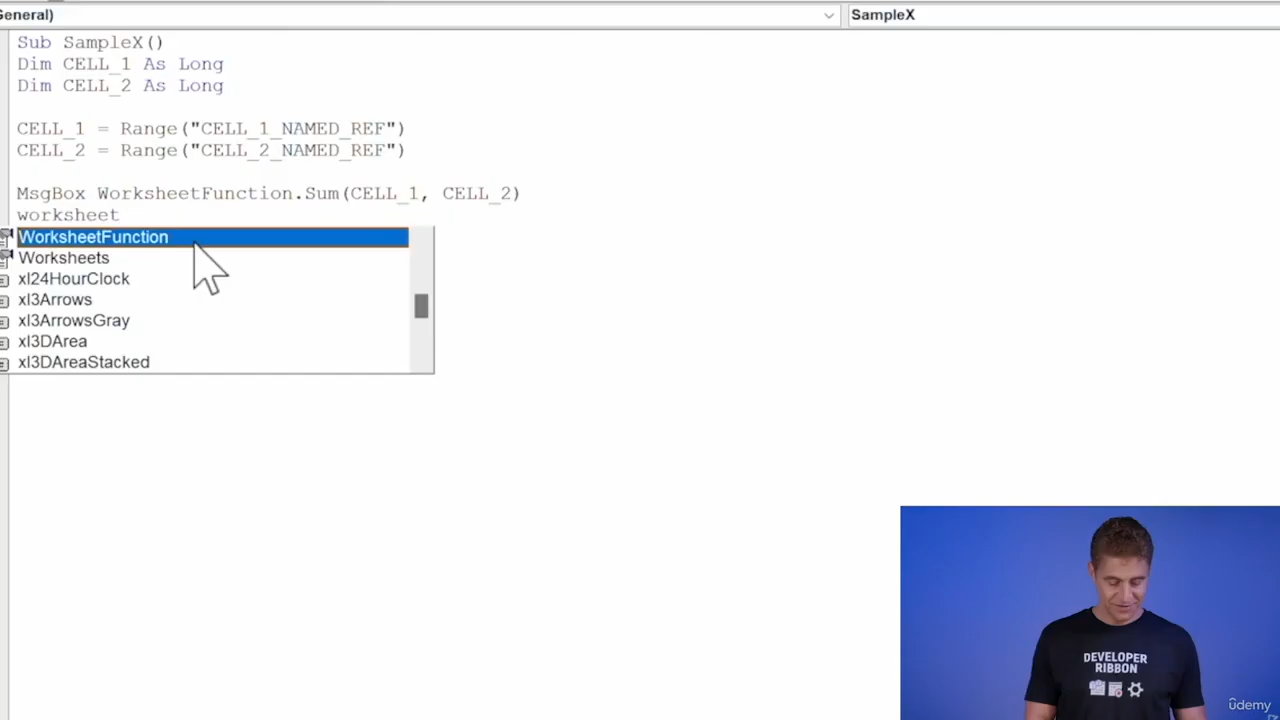 General)
SampleX
Sub SampleX()
Dim CELL_1 As Long
Dim CELL_2 As Long
CELL_1 = Range("CELL_1_NAMED_REF")
CELL_2 = Range("CELL_2_NAMED_REF")
MsgBox WorksheetFunction.Sum(CELL_1, CELL_2)
worksheet
WorksheetFunction
Worksheets
xl24HourClock
xl3Arrows
xl3ArrowsGray
xl3DArea
xl3DAreaStacked
DEVELOPER
RIBBON
udemy